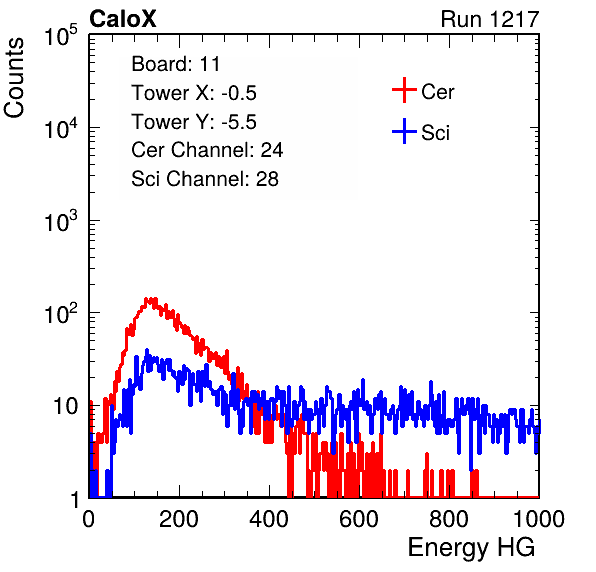 CaloX Run 1217
Counts
10^5
10^4
10^3
10^2
10
1
Board: 11
Tower X: -0.5
Tower Y: -5.5
Cer Channel: 24
Sci Channel: 28
Cer
Sci
0 200 400 600 800 1000
Energy HG